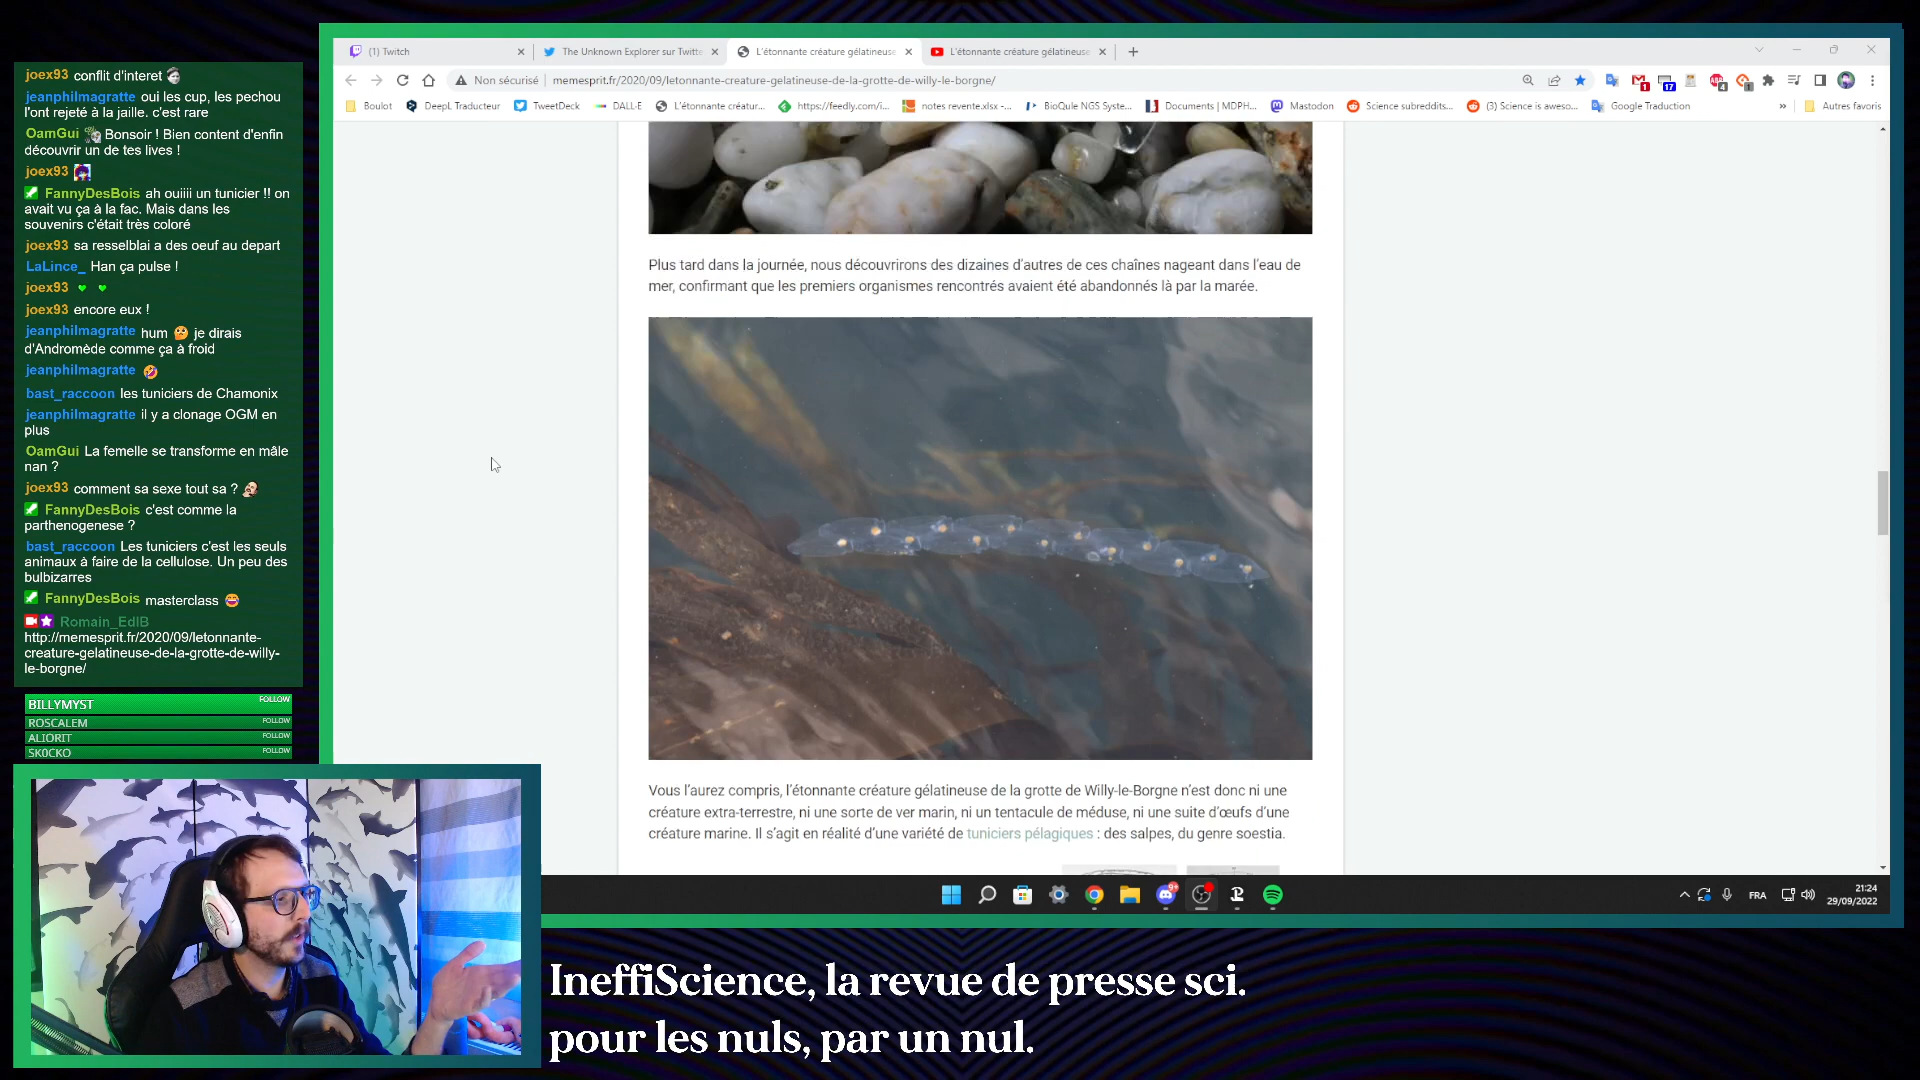 joex93 conflit d'interet
jeanphilmagratte oui les cup, les pechou
l'ont rejeté à la jaille. c'est rare
OamGui Bonsoir ! Bien content d'enfin
découvrir un de tes lives !
joex93
FannyDesBois ah ouiiii un tunicier !! on
avait vu ça à la fac. Mais dans les
souvenirs c'était très coloré
joex93 sa resselblai a des oeuf au depart
LaLince_ Han ça pulse !
joex93
joex93 encore eux !
jeanphilmagratte hum je dirais
d'Andromède comme ça à froid
jeanphilmagratte
bast_raccoon les tuniciers de Chamonix
jeanphilmagratte il y a clonage OGM en
plus
OamGui La femelle se transforme en mâle
nan ?
joex93 comment sa sexe tout sa ?
FannyDesBois c'est comme la
parthenogenese ?
bast_raccoon Les tuniciers c'est les seuls
animaux à faire de la cellulose. Un peu des
bulbizarres
FannyDesBois masterclass
Romain_EdIB
http://memesprit.fr/2020/09/letonnante-
creature-gelatineuse-de-la-grotte-de-willy-
le-borgne/
BILLYMYST FOLLOW
ROSCALEM FOLLOW
ALIORIT FOLLOW
SK0CKO FOLLOW
(1) Twitch
The Unknown Explorer sur Twitte
L'étonnante créature gélatineuse
L'étonnante créature gélatineuse
Non sécurisé memesprit.fr/2020/09/letonnante-creature-gelatineuse-de-la-grotte-de-willy-le-borgne/
1 17 4 1
Boulot DeepL Traducteur TweetDeck DALL·E L'étonnante créatur... https://feedly.com/i... notes revente.xlsx -... BioQule NGS Syste... Documents | MDPH... Mastodon Science subreddits... (3) Science is aweso... Google Traduction » Autres favoris
Plus tard dans la journée, nous découvrirons des dizaines d'autres de ces chaînes nageant dans l'eau de
mer, confirmant que les premiers organismes rencontrés avaient été abandonnés là par la marée.
Vous l'aurez compris, l'étonnante créature gélatineuse de la grotte de Willy-le-Borgne n'est donc ni une
créature extra-terrestre, ni une sorte de ver marin, ni un tentacule de méduse, ni une suite d'œufs d'une
créature marine. Il s'agit en réalité d'une variété de tuniciers pélagiques : des salpes, du genre soestia.
9+
FRA
21:24
29/09/2022
IneffiScience, la revue de presse sci.
pour les nuls, par un nul.